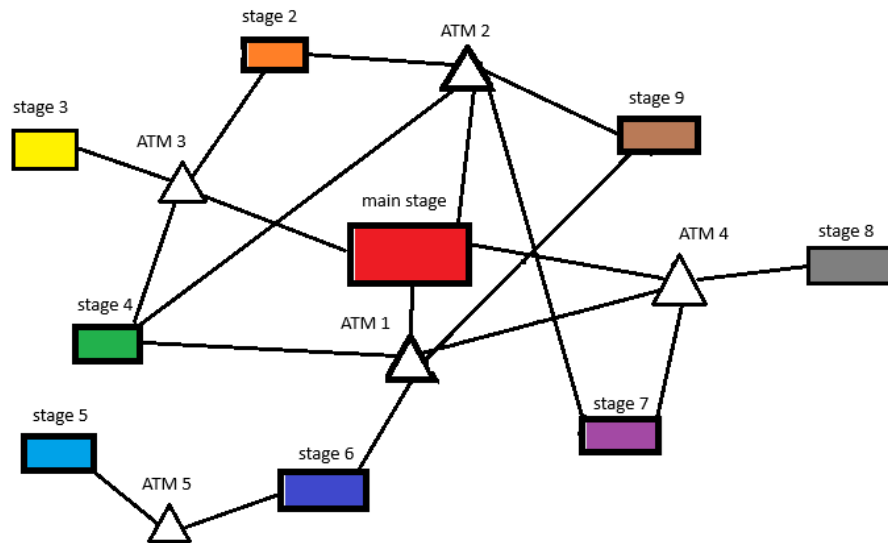 stage 2
ATM 2
stage 9
stage 3
ATM 3
main stage
ATM 4
stage 8
stage 4
ATM 1
stage 7
stage 5
stage 6
ATM 5